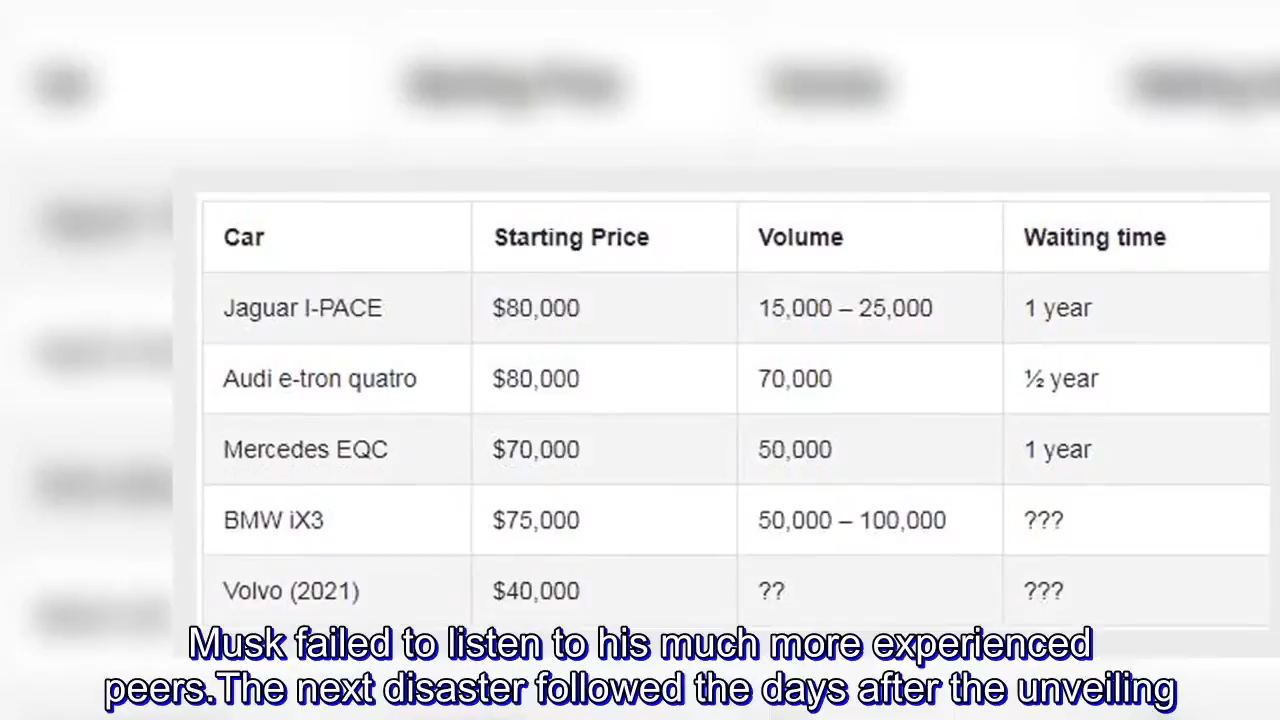 Car Starting Price Volume Waiting time
Jaguar I-PACE $80,000 15,000 – 25,000 1 year
Audi e-tron quatro $80,000 70,000 ½ year
Mercedes EQC $70,000 50,000 1 year
BMW iX3 $75,000 50,000 – 100,000 ???
Volvo (2021) $40,000 ?? ???
Musk failed to listen to his much more experienced
peers.The next disaster followed the days after the unveiling